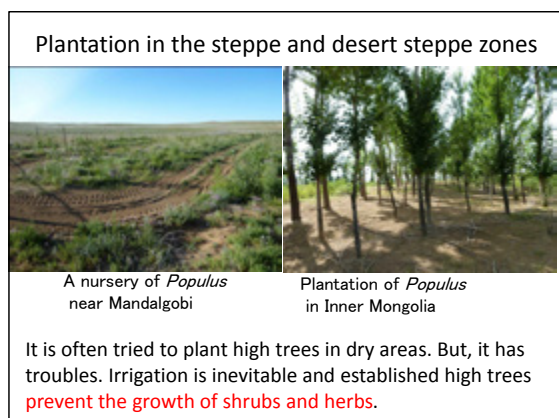 Plantation in the steppe and desert steppe zones
A nursery of Populus
near Mandalgobi
Plantation of Populus
in Inner Mongolia
It is often tried to plant high trees in dry areas. But, it has
troubles. Irrigation is inevitable and established high trees
prevent the growth of shrubs and herbs.